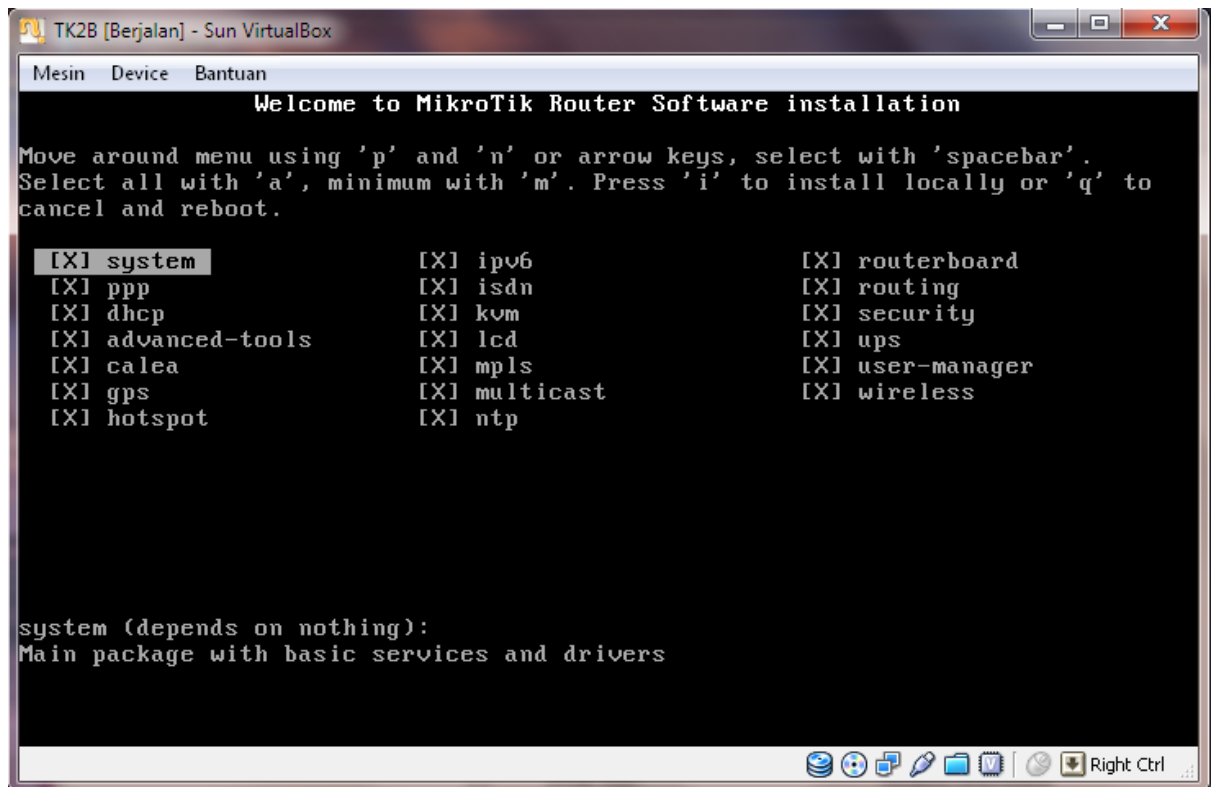 TK2B [Berjalan] - Sun VirtualBox
Mesin Device Bantuan
Welcome to MikroTik Router Software installation
Move around menu using 'p' and 'n' or arrow keys, select with 'spacebar'.
Select all with 'a', minimum with 'm'. Press 'i' to install locally or 'q' to
cancel and reboot.
[X] system [X] ipv6 [X] routerboard
[X] ppp [X] isdn [X] routing
[X] dhcp [X] kvm [X] security
[X] advanced-tools [X] lcd [X] ups
[X] calea [X] mpls [X] user-manager
[X] gps [X] multicast [X] wireless
[X] hotspot [X] ntp
system (depends on nothing):
Main package with basic services and drivers
Right Ctrl